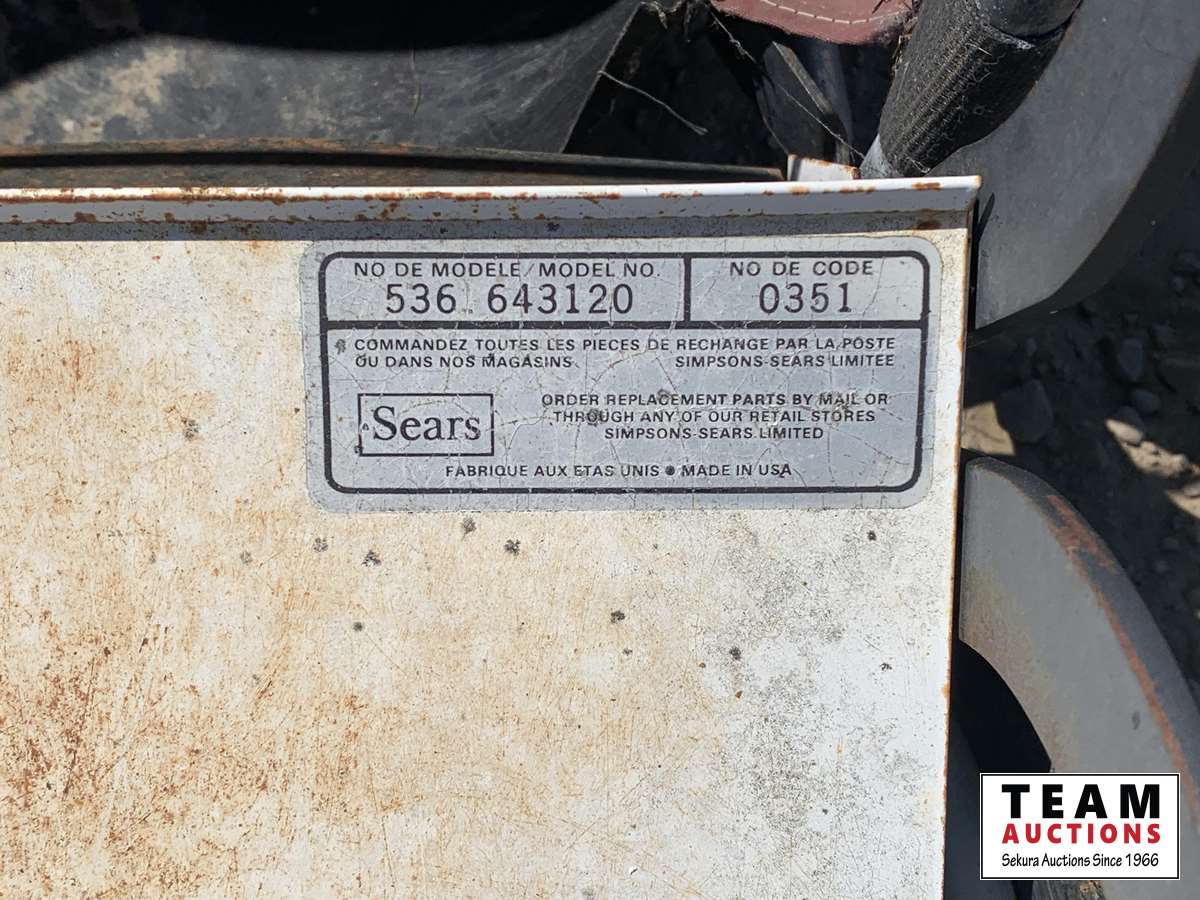 NO DE MODELE/MODEL NO.
536.643120
NO DE CODE
0351
COMMANDEZ TOUTES LES PIECES DE RECHANGE PAR LA POSTE
OU DANS NOS MAGASINS SIMPSONS-SEARS LIMITEE
Sears
ORDER REPLACEMENT PARTS BY MAIL OR
THROUGH ANY OF OUR RETAIL STORES
SIMPSONS-SEARS LIMITED
FABRIQUE AUX ETAS UNIS • MADE IN USA
TEAM
AUCTIONS
Sekura Auctions Since 1966